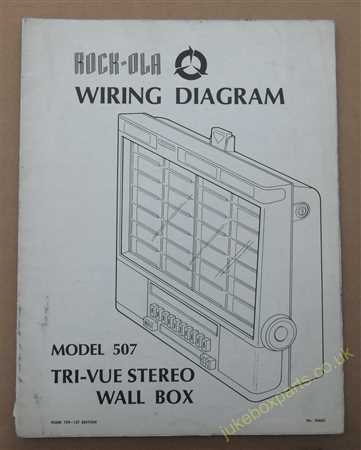 ROCK-OLA
WIRING DIAGRAM
MODEL 507
TRI-VUE STEREO
WALL BOX
jukeboxparts.co.uk